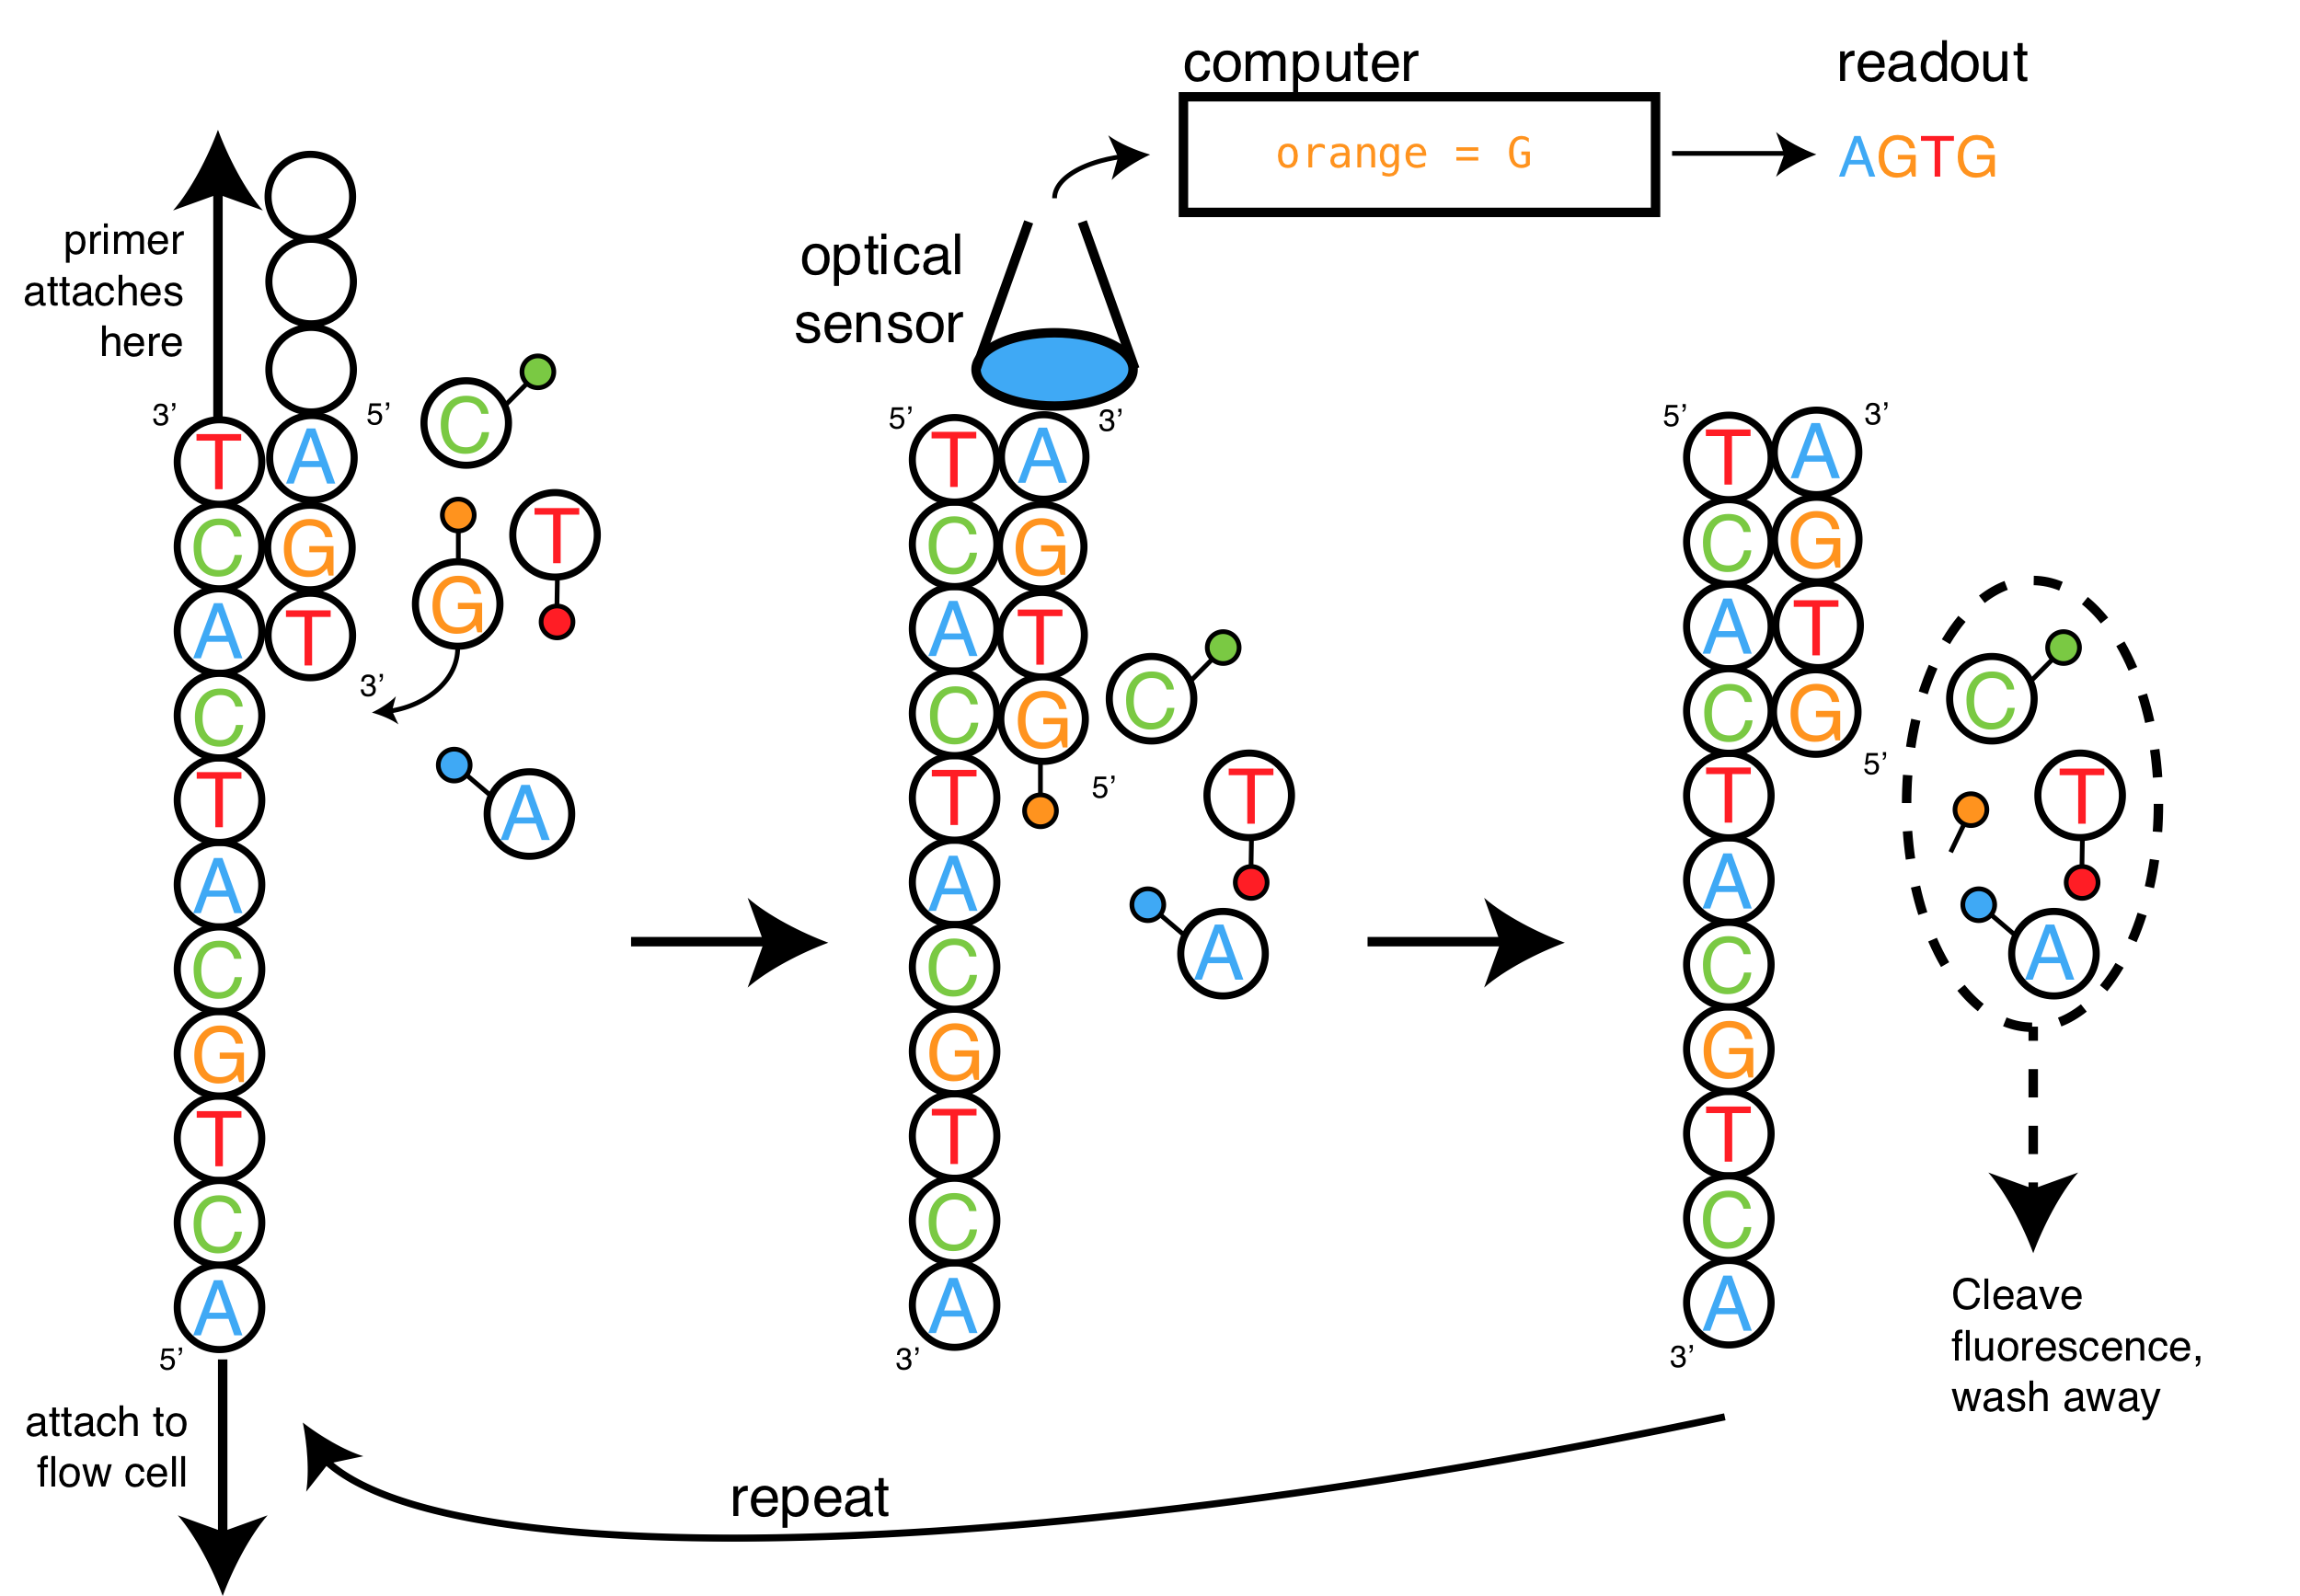 computer
orange = G
readout
AGTG
primer
attaches
here
optical
sensor
3’
5’
T A
C G
A T
3’
C
T
A
C
G
T
C
A
5’
C
G
T
A
attach to
flow cell
5’
3’
T A
C G
A T
C G
5’
T
A
C
G
T
C
A
3’
C
T
A
5’
3’
T A
C G
A T
C G
5’
T
A
C
G
T
C
A
3’
C
T
A
Cleave
fluorescence,
wash away
repeat